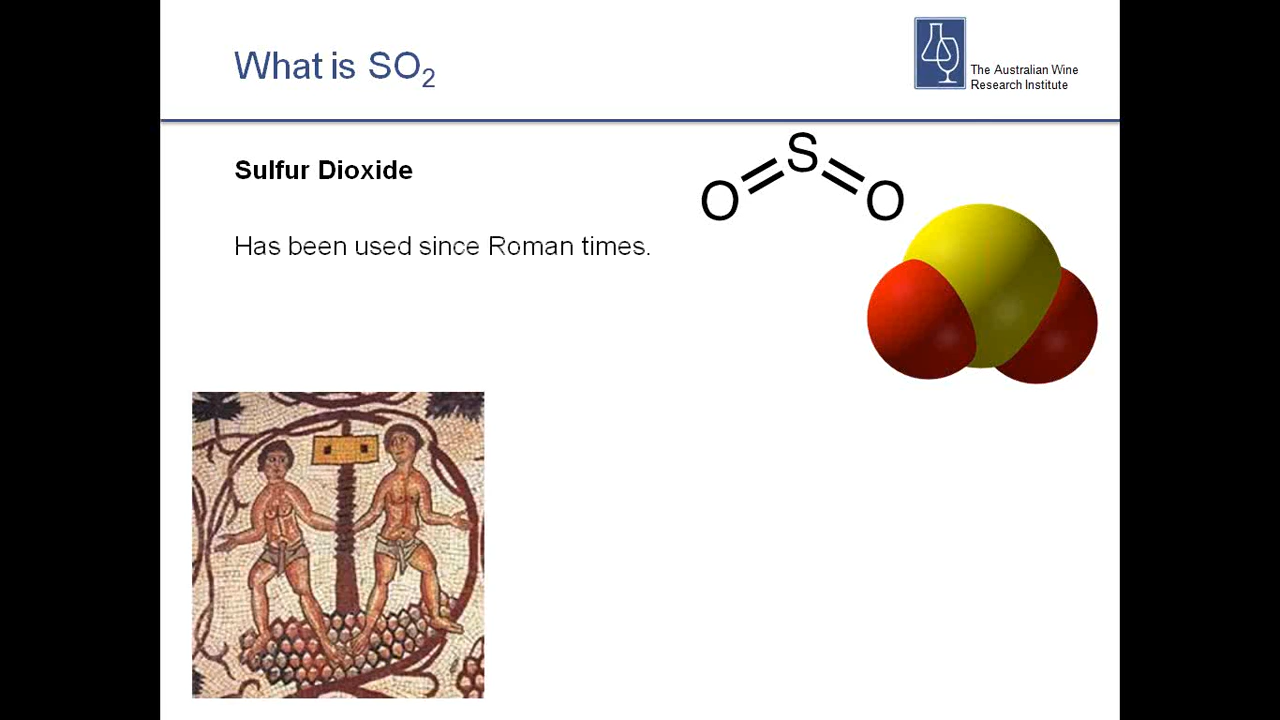 What is SO₂
The Australian Wine
Research Institute
Sulfur Dioxide
O
S
O
Has been used since Roman times.